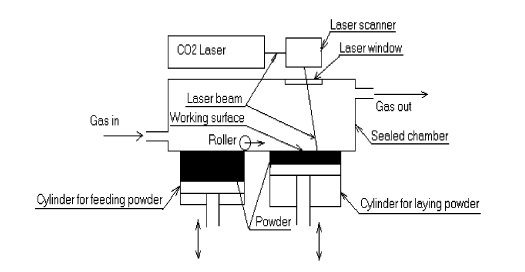 Laser scanner
CO2 Laser
Laser window
Laser beam
Gas out
Working surface
Gas in
Roller
Sealed chamber
Cylinder for feeding powder
Cylinder for laying powder
Powder